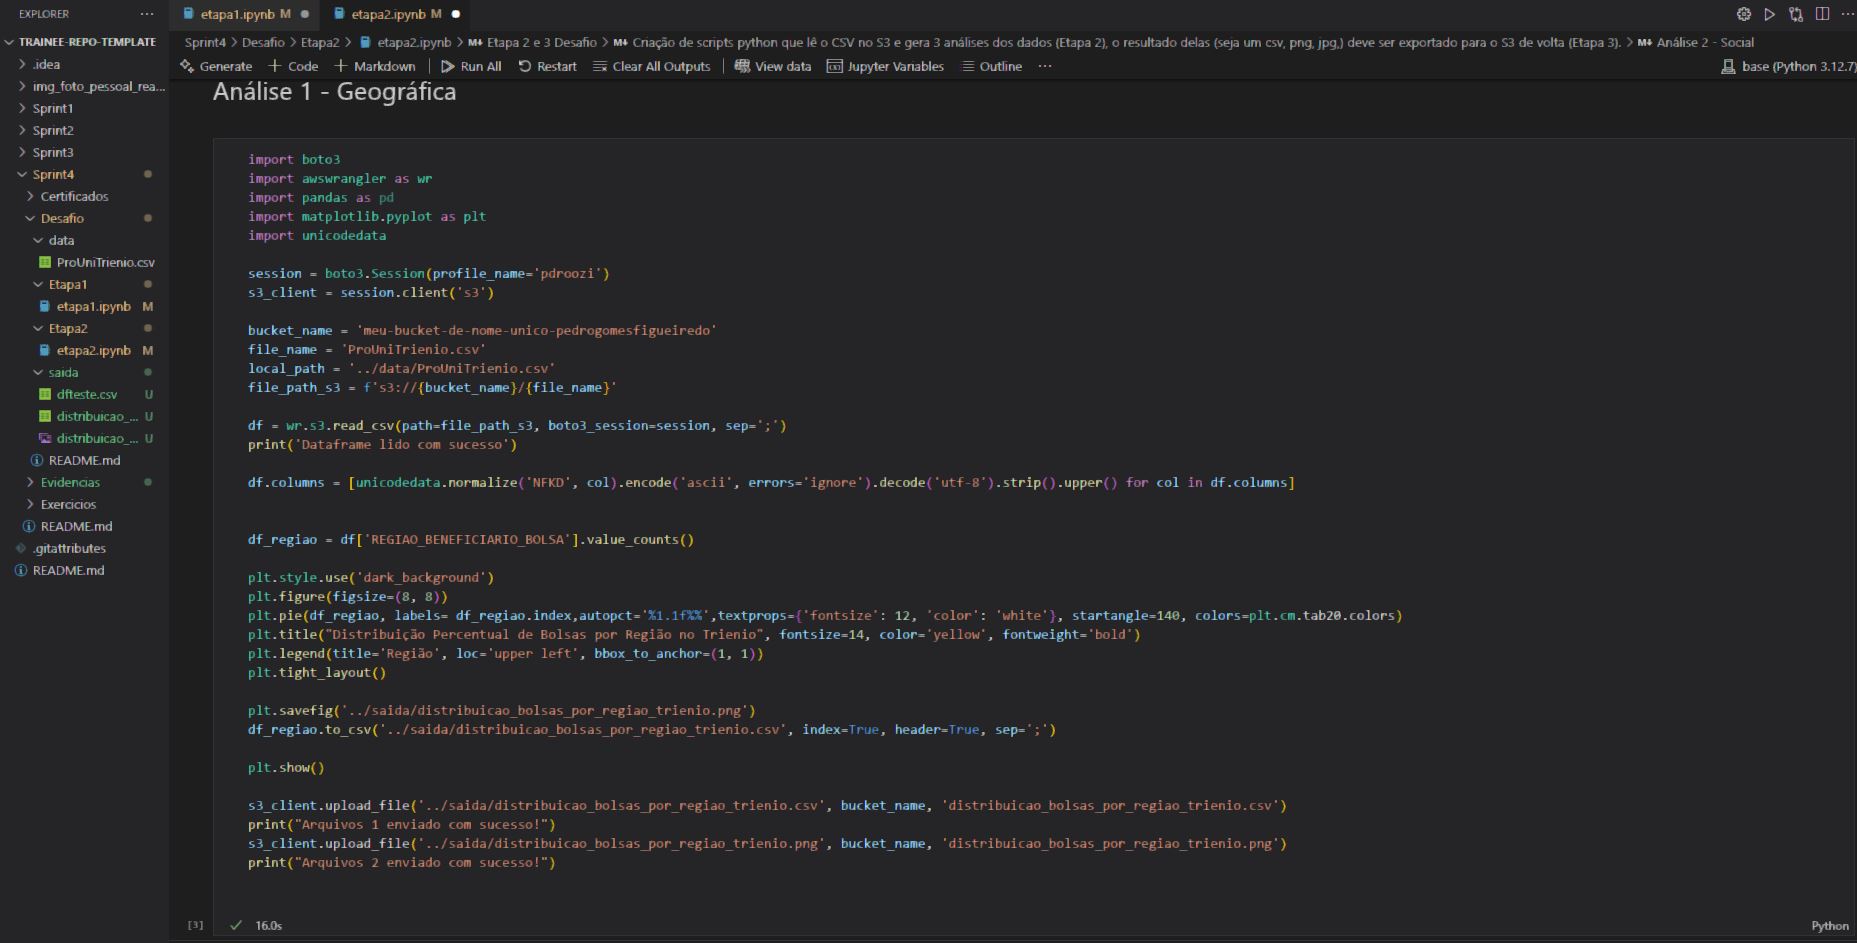 EXPLORER ···
TRAINEE-REPO-TEMPLATE
.idea
img_foto_pessoal_rea...
Sprint1
Sprint2
Sprint3
Sprint4
Certificados
Desafio
data
ProUniTrienio.csv
Etapa1
etapa1.ipynb M
Etapa2
etapa2.ipynb M
saida
dfteste.csv U
distribuicao_... U
distribuicao_... U
README.md
Evidencias
Exercicios
README.md
.gitattributes
README.md
etapa1.ipynb M
etapa2.ipynb M
Sprint4 > Desafio > Etapa2 > etapa2.ipynb > M↓ Etapa 2 e 3 Desafio > M↓ Criação de scripts python que lê o CSV no S3 e gera 3 análises dos dados (Etapa 2), o resultado delas (seja um csv, png, jpg,) deve ser exportado para o S3 de volta (Etapa 3). > M↓ Análise 2 - Social
Generate + Code + Markdown | Run All Restart Clear All Outputs | View data Jupyter Variables Outline ··· base (Python 3.12.7)
Análise 1 - Geográfica
import boto3
import awswrangler as wr
import pandas as pd
import matplotlib.pyplot as plt
import unicodedata
session = boto3.Session(profile_name='pdroozi')
s3_client = session.client('s3')
bucket_name = 'meu-bucket-de-nome-unico-pedrogomesfigueiredo'
file_name = 'ProUniTrienio.csv'
local_path = '../data/ProUniTrienio.csv'
file_path_s3 = f's3://{bucket_name}/{file_name}'
df = wr.s3.read_csv(path=file_path_s3, boto3_session=session, sep=';')
print('Dataframe lido com sucesso')
df.columns = [unicodedata.normalize('NFKD', col).encode('ascii', errors='ignore').decode('utf-8').strip().upper() for col in df.columns]
df_regiao = df['REGIAO_BENEFICIARIO_BOLSA'].value_counts()
plt.style.use('dark_background')
plt.figure(figsize=(8, 8))
plt.pie(df_regiao, labels= df_regiao.index,autopct='%1.1f%%',textprops={'fontsize': 12, 'color': 'white'}, startangle=140, colors=plt.cm.tab20.colors)
plt.title("Distribuição Percentual de Bolsas por Região no Trienio", fontsize=14, color='yellow', fontweight='bold')
plt.legend(title='Região', loc='upper left', bbox_to_anchor=(1, 1))
plt.tight_layout()
plt.savefig('../saida/distribuicao_bolsas_por_regiao_trienio.png')
df_regiao.to_csv('../saida/distribuicao_bolsas_por_regiao_trienio.csv', index=True, header=True, sep=';')
plt.show()
s3_client.upload_file('../saida/distribuicao_bolsas_por_regiao_trienio.csv', bucket_name, 'distribuicao_bolsas_por_regiao_trienio.csv')
print("Arquivos 1 enviado com sucesso!")
s3_client.upload_file('../saida/distribuicao_bolsas_por_regiao_trienio.png', bucket_name, 'distribuicao_bolsas_por_regiao_trienio.png')
print("Arquivos 2 enviado com sucesso!")
[3] ✓ 16.0s Python